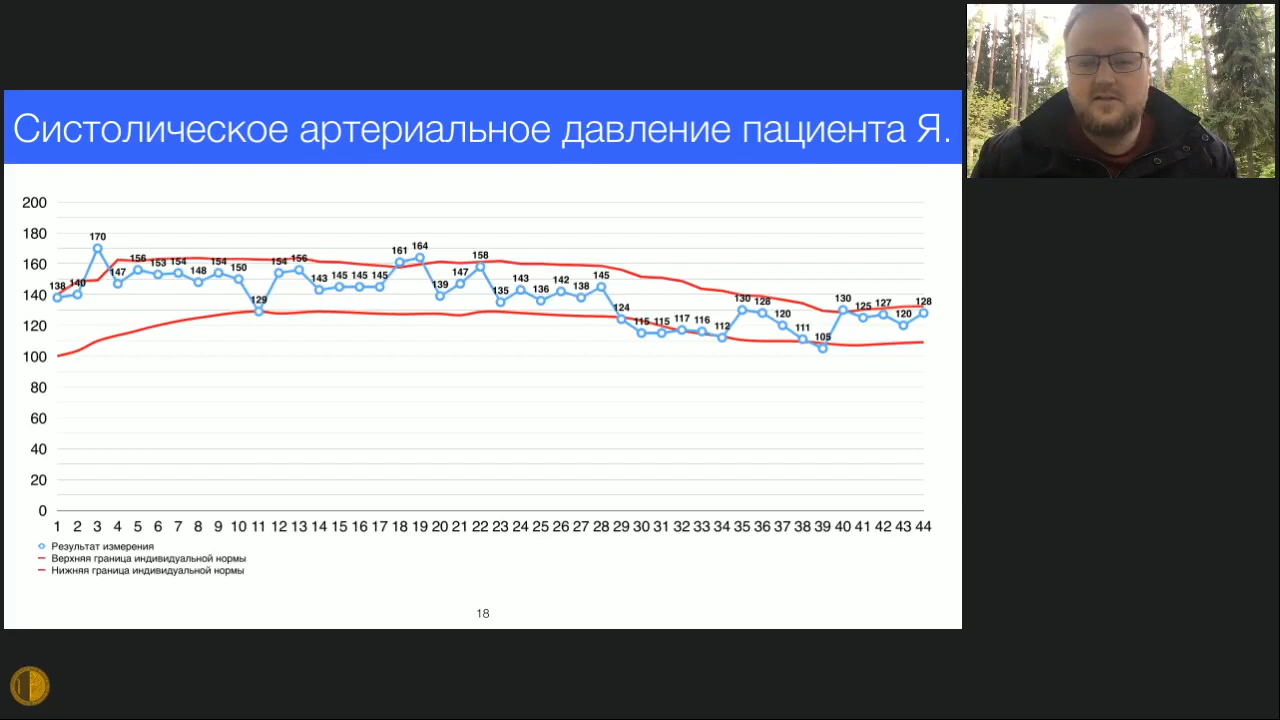 Систолическое артериальное давление пациента Я.
200
180
160
140
120
100
80
60
40
20
0
138 140 170 147 156 153 154 148 154 150 129 154 156 143 145 145 145 161 164 139 147 158 135 143 136 142 138 145 124 115 115 117 116 112 130 128 120 111 105 130 125 127 120 128
1 2 3 4 5 6 7 8 9 10 11 12 13 14 15 16 17 18 19 20 21 22 23 24 25 26 27 28 29 30 31 32 33 34 35 36 37 38 39 40 41 42 43 44
Результат измерения
Верхняя граница индивидуальной нормы
Нижняя граница индивидуальной нормы
18